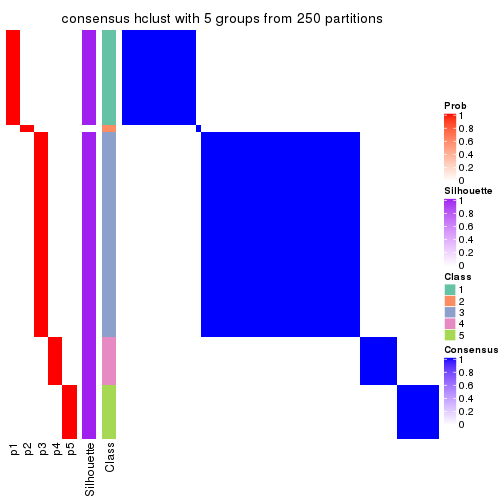 consensus hclust with 5 groups from 250 partitions
Prob
1
0.8
0.6
0.4
0.2
0
Silhouette
1
0.8
0.6
0.4
0.2
0
Class
1
2
3
4
5
Consensus
1
0.8
0.6
0.4
0.2
0
p1
p2
p3
p4
p5
Silhouette
Class